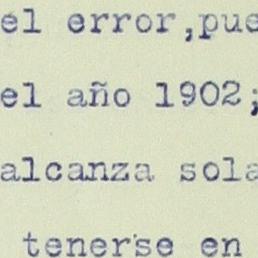 el error,pue
el año 1902;
alcanza sola
tenerse en